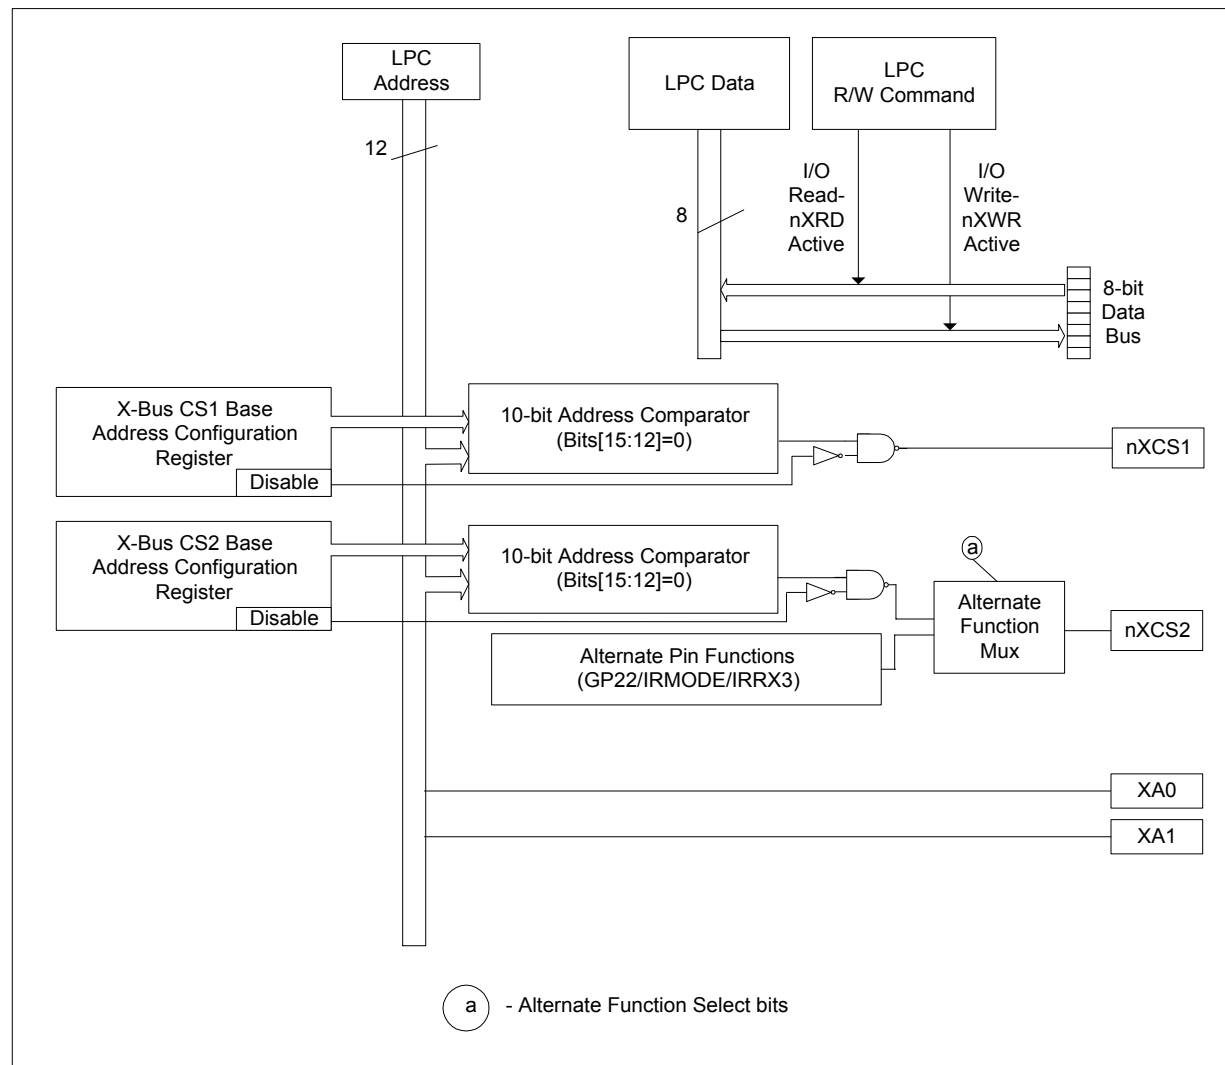 LPC
Address
LPC Data
LPC
R/W Command
12
8
I/O
Read-
nXRD
Active
I/O
Write-
nXWR
Active
8-bit
Data
Bus
X-Bus CS1 Base
Address Configuration
Register
Disable
10-bit Address Comparator
(Bits[15:12]=0)
nXCS1
X-Bus CS2 Base
Address Configuration
Register
Disable
10-bit Address Comparator
(Bits[15:12]=0)
a
Alternate
Function
Mux
nXCS2
Alternate Pin Functions
(GP22/IRMODE/IRRX3)
XA0
XA1
a - Alternate Function Select bits